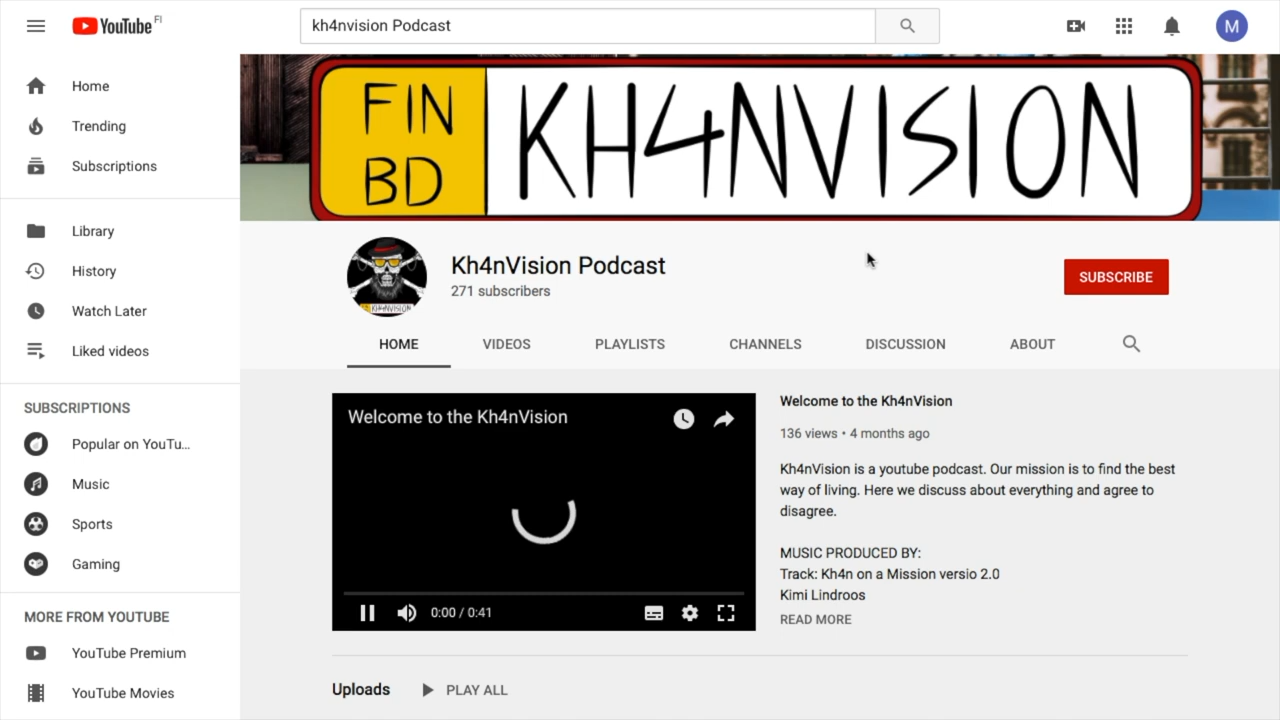 YouTube FI
kh4nvision Podcast
M
Home
Trending
Subscriptions
Library
History
Watch Later
Liked videos
SUBSCRIPTIONS
Popular on YouTu...
Music
Sports
Gaming
MORE FROM YOUTUBE
YouTube Premium
YouTube Movies
FIN
BD
KH4NVISION
KH4NVISION
Kh4nVision Podcast
271 subscribers
SUBSCRIBE
HOME VIDEOS PLAYLISTS CHANNELS DISCUSSION ABOUT
Welcome to the Kh4nVision
0:00 / 0:41
Welcome to the Kh4nVision
136 views • 4 months ago
Kh4nVision is a youtube podcast. Our mission is to find the best
way of living. Here we discuss about everything and agree to
disagree.
MUSIC PRODUCED BY:
Track: Kh4n on a Mission versio 2.0
Kimi Lindroos
READ MORE
Uploads PLAY ALL